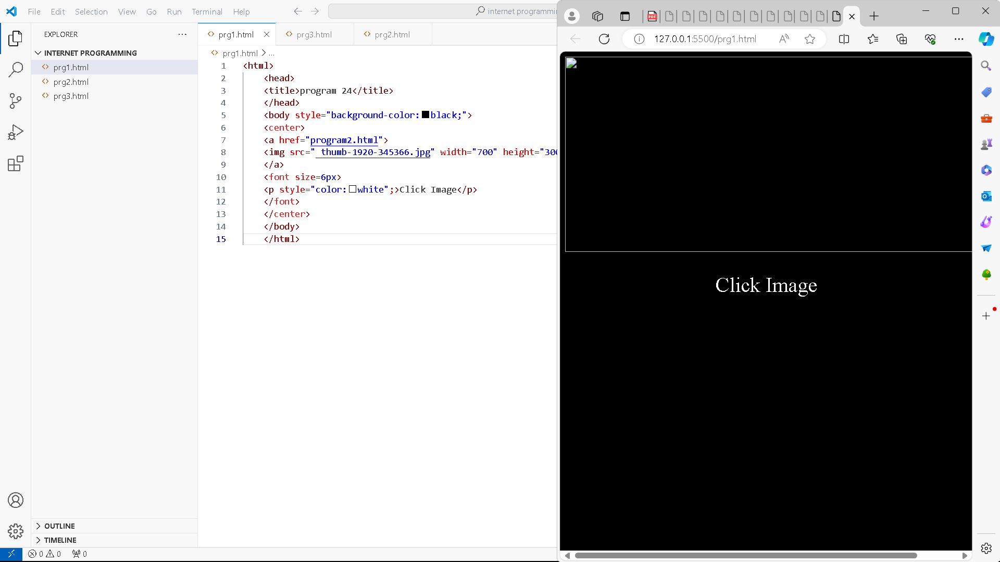 File Edit Selection View Go Run Terminal Help
internet programmi
EXPLORER
INTERNET PROGRAMMING
prg1.html
prg2.html
prg3.html
OUTLINE
TIMELINE
0 0 0
prg1.html prg3.html prg2.html
prg1.html > ...
1 <html>
2 <head>
3 <title>program 24</title>
4 </head>
5 <body style="background-color:black;">
6 <center>
7 <a href="program2.html">
8 <img src=" thumb-1920-345366.jpg" width="700" height="300
9 </a>
10 <font size=6px>
11 <p style="color:white";>Click Image</p>
12 </font>
13 </center>
14 </body>
15 </html>
PDF
127.0.0.1:5500/prg1.html
Click Image